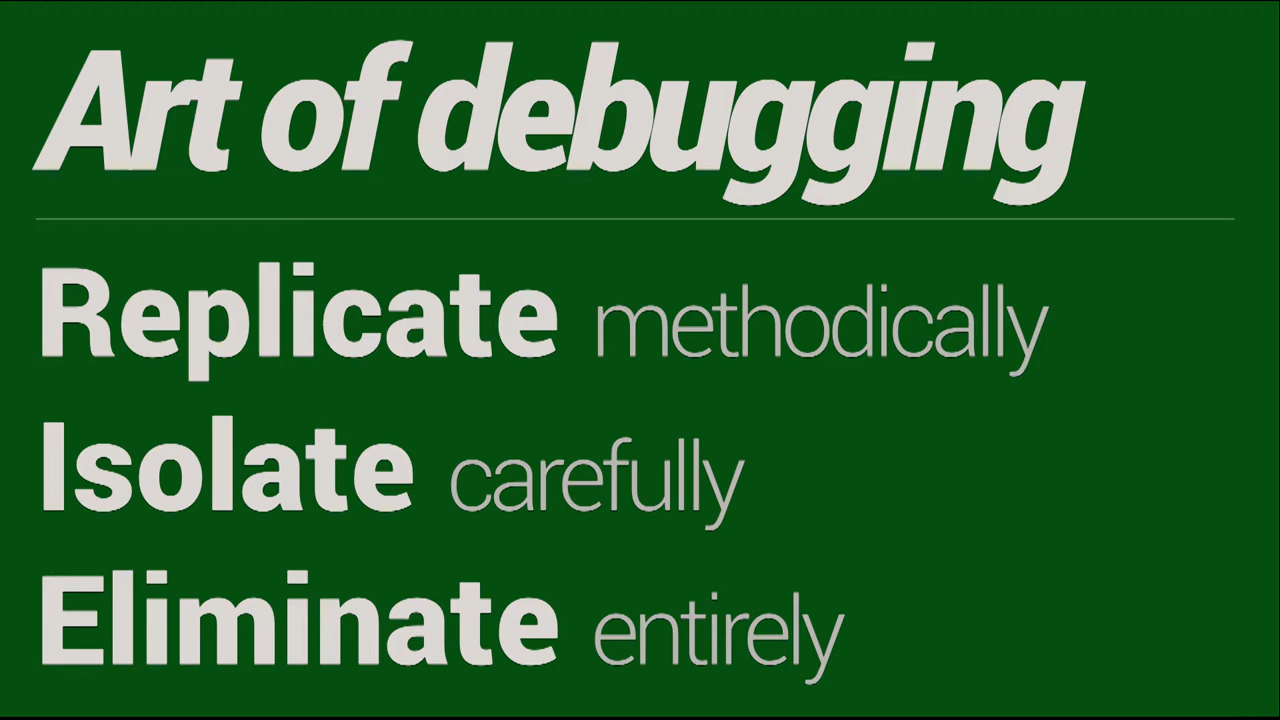 Art of debugging
Replicate methodically
Isolate carefully
Eliminate entirely